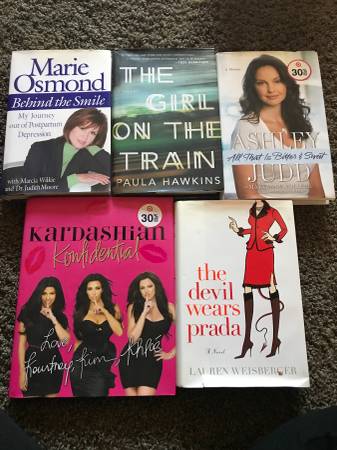 Marie
Osmond
Behind the Smile
My Journey
out of Postpartum
Depression
with Marcia Wilkie
and Dr. Judith Moore
THE
GIRL
ON THE
TRAIN
PAULA HAWKINS
30%
ASHLEY
All That Is Bitter & Sweet
JUDD
30%
KARDASHIAN
Konfidential
Love,
Kourtney, Kim, Khloé
the
devil
wears
prada
A Novel
LAUREN WEISBERGER